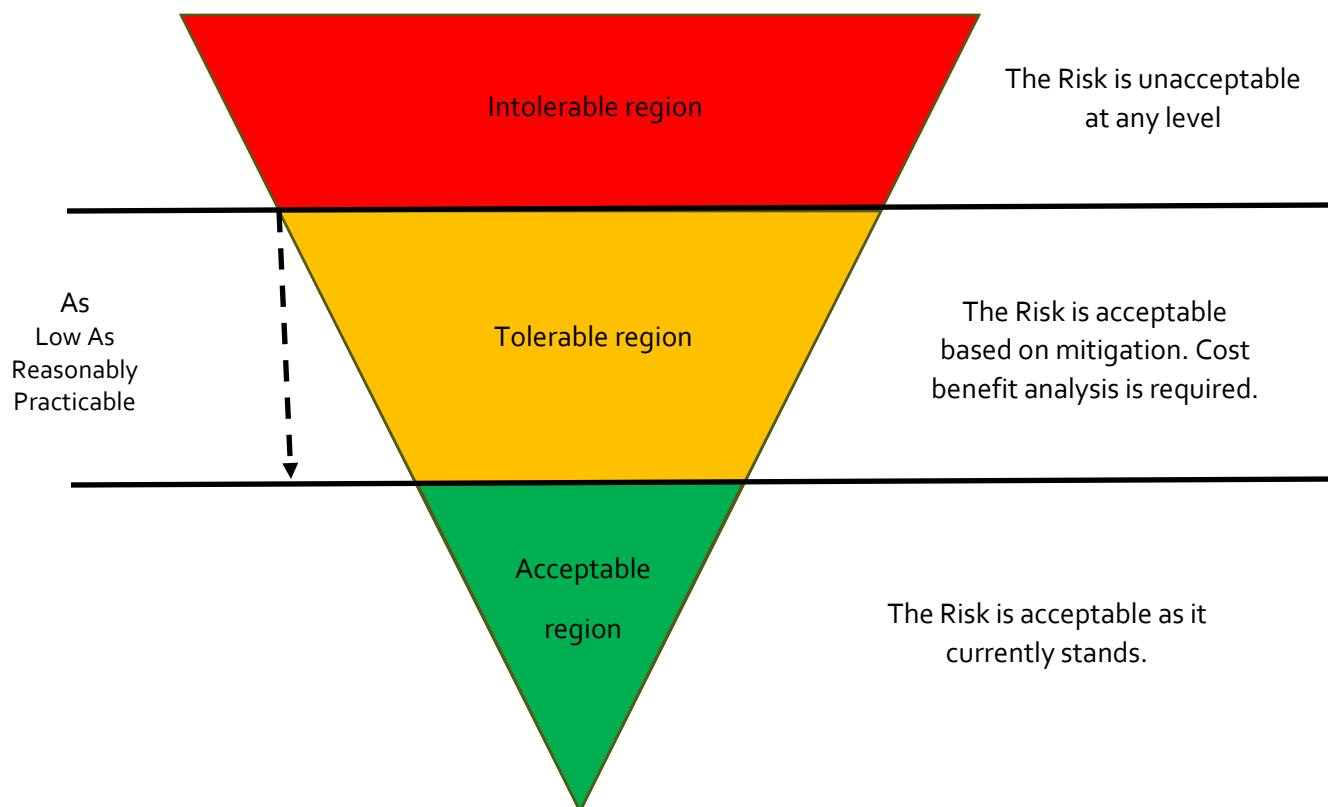 Intolerable region
The Risk is unacceptable
at any level
As
Low As
Reasonably
Practicable
Tolerable region
The Risk is acceptable
based on mitigation. Cost
benefit analysis is required.
Acceptable
region
The Risk is acceptable as it
currently stands.